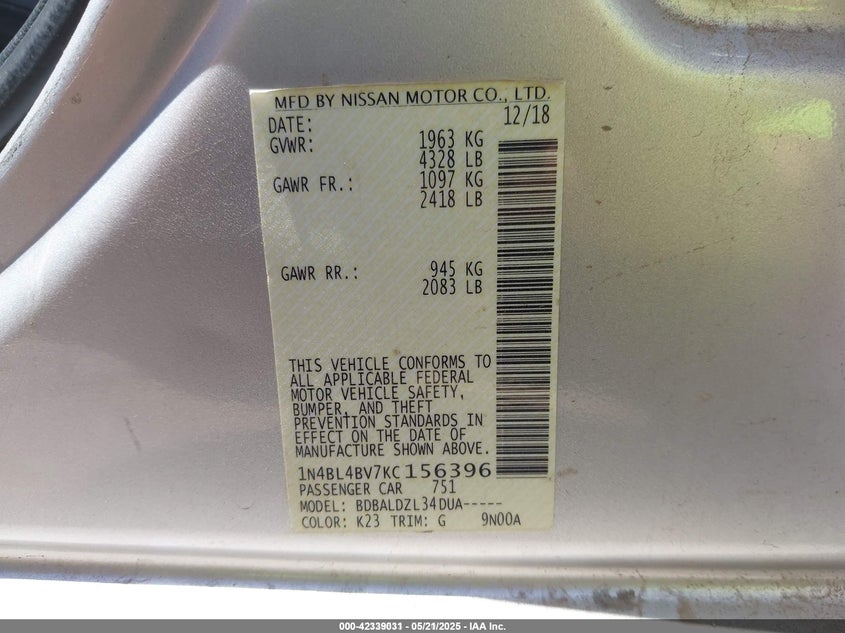 MFD BY NISSAN MOTOR CO., LTD.
DATE: 12/18
GVWR: 1963 KG
4328 LB
GAWR FR.: 1097 KG
2418 LB
GAWR RR.: 945 KG
2083 LB
THIS VEHICLE CONFORMS TO
ALL APPLICABLE FEDERAL
MOTOR VEHICLE SAFETY,
BUMPER, AND THEFT
PREVENTION STANDARDS IN
EFFECT ON THE DATE OF
MANUFACTURE SHOWN ABOVE.
1N4BL4BV7KC156396
PASSENGER CAR 751
MODEL: BDBALDZL34DUA-----
COLOR: K23 TRIM: G 9N00A
000-42339031 - 05/21/2025 - IAA Inc.